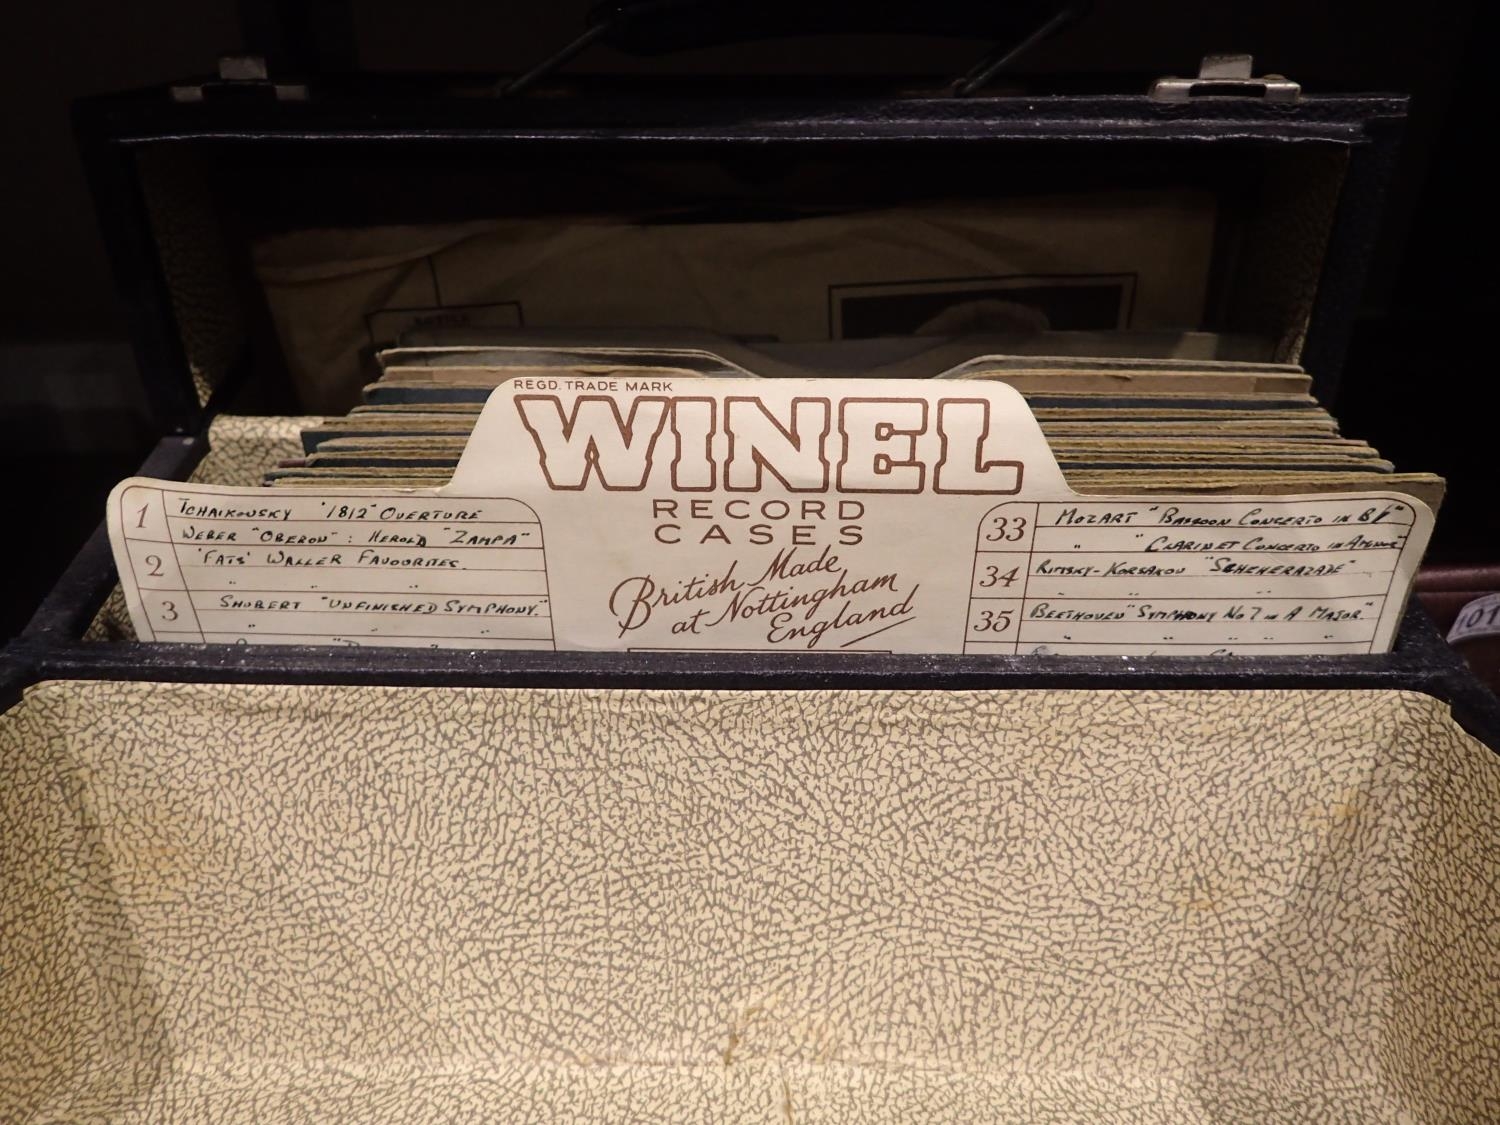 REGD. TRADE MARK
WINEL
RECORD
CASES
British Made
at Nottingham
England
1 TCHAIKOVSKY '1812' OVERTURE
WEBER "OBERON" : HEROLD "ZAMPA"
2 'FATS' WALLER FAVOURITES.
" " "
3 SHUBERT "UNFINISHED SYMPHONY."
" " "
33 MOZART "BASSOON CONCERTO IN Bb"
" "CLARINET CONCERTO IN A
34 RIMSKY-KORSAKOV "SCHEHERAZADE"
35 BEETHOVEN "SYMPHONY No 7 IN A MAJOR."
" " " "
101